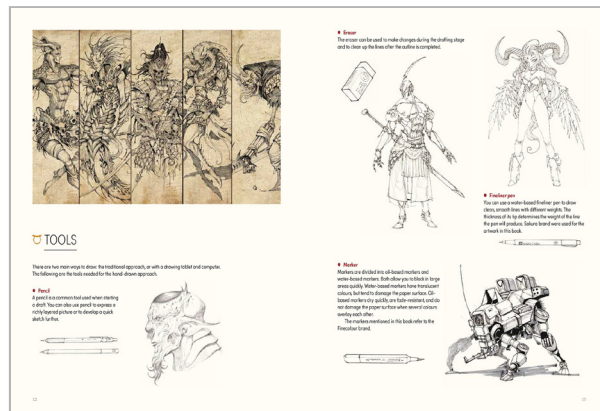 TOOLS
There are two main ways to draw: the traditional approach, or with a drawing tablet and computer.
The following are the tools needed for the hand-drawn approach.
Pencil
A pencil is a common tool used when starting
a draft. You can also use pencil to express a
richly layered picture or to develop a quick
sketch further.
12
Eraser
The eraser can be used to make changes during the drafting stage
and to clean up the lines after the outline is completed.
Fineliner pen
You can use a water-based fineliner pen to draw
clean, smooth lines with different weights. The
thickness of its tip determines the weight of the line
the pen will produce. Sakura brand were used for the
artwork in this book.
Marker
Markers are divided into oil-based markers and
water-based markers. Both allow you to block in large
areas quickly. Water-based markers have translucent
colours, but tend to damage the paper surface. Oil-
based markers dry quickly, are fade-resistant, and do
not damage the paper surface when several colours
overlay each other.
The markers mentioned in this book refer to the
Finecolour brand.
13